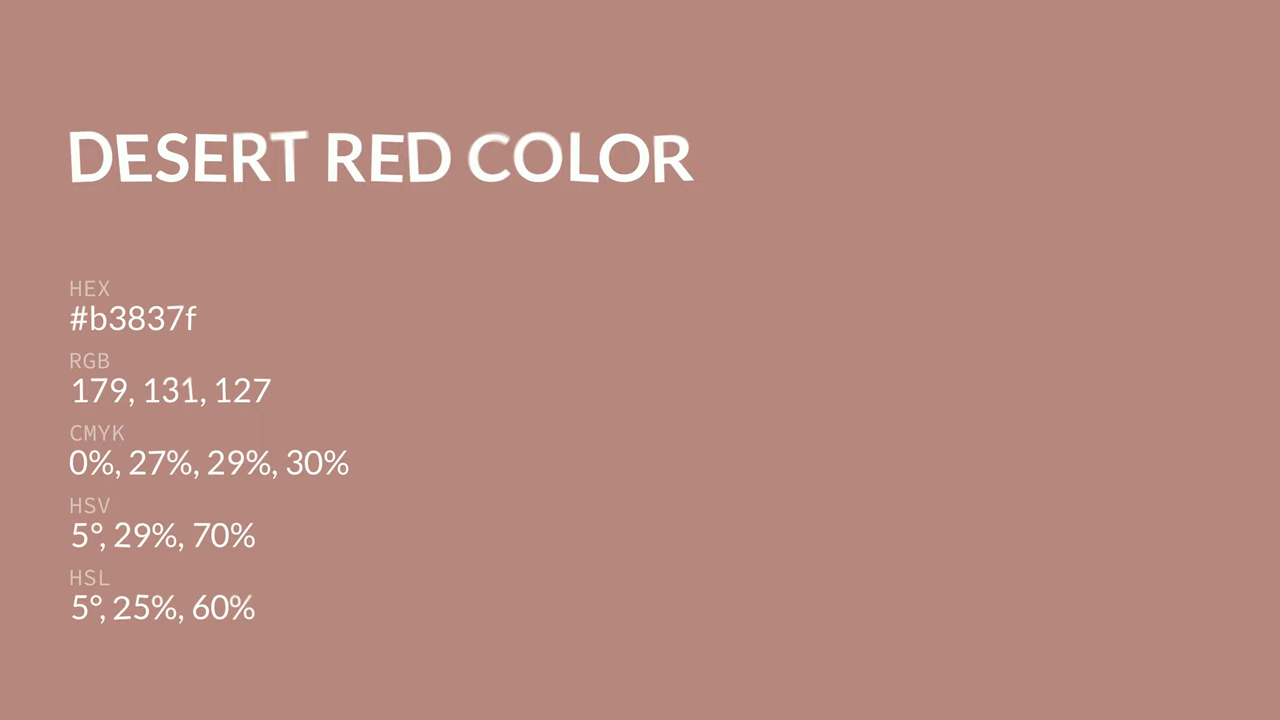 DESERT RED COLOR
HEX
#b3837f
RGB
179, 131, 127
CMYK
0%, 27%, 29%, 30%
HSV
5°, 29%, 70%
HSL
5°, 25%, 60%